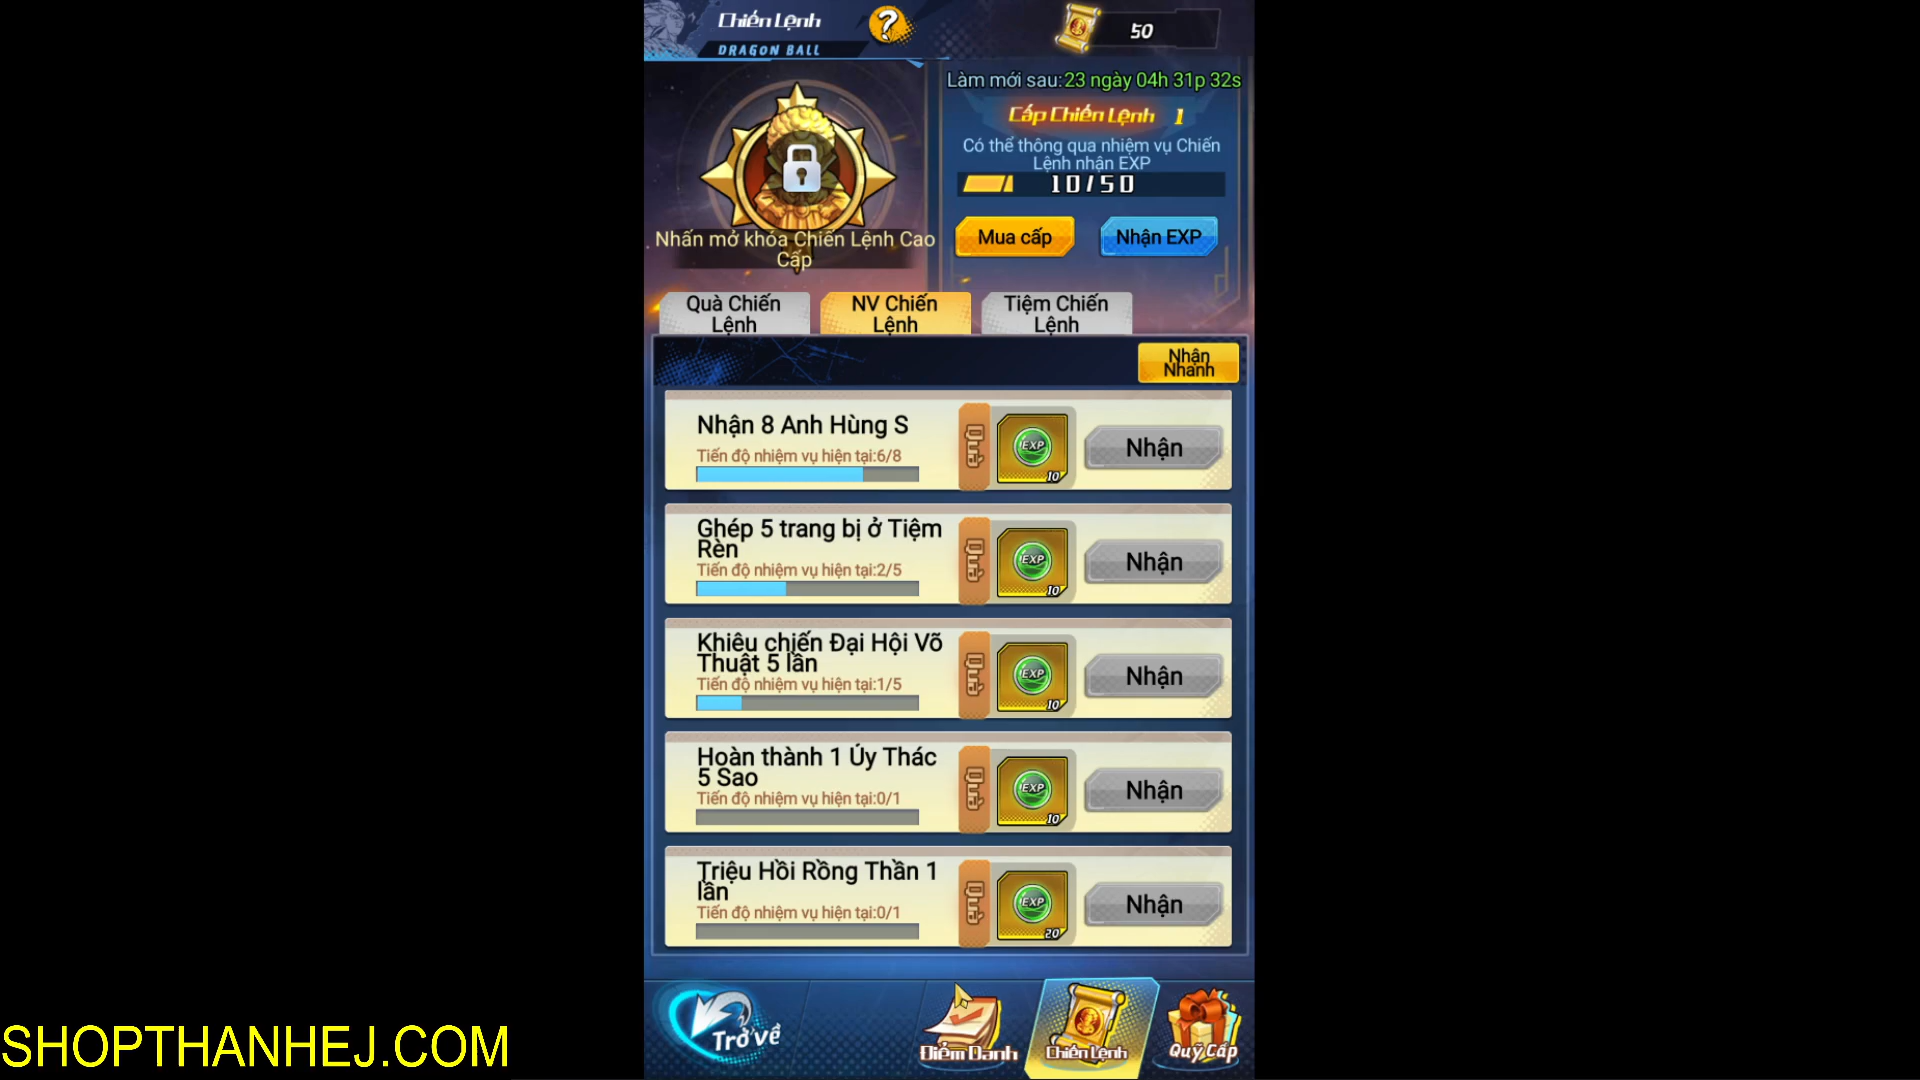 Chiến Lệnh
DRAGON BALL
?
50
Làm mới sau:23 ngày 04h 31p 32s
Cấp Chiến Lệnh 1
Có thể thông qua nhiệm vụ Chiến
Lệnh nhận EXP
10/50
Mua cấp
Nhận EXP
Nhấn mở khóa Chiến Lệnh Cao
Cấp
Quà Chiến
Lệnh
NV Chiến
Lệnh
Tiệm Chiến
Lệnh
Nhận
Nhanh
Nhận 8 Anh Hùng S
Tiến độ nhiệm vụ hiện tại:6/8
Quà
EXP
10
Nhận
Ghép 5 trang bị ở Tiệm
Rèn
Tiến độ nhiệm vụ hiện tại:2/5
Quà
EXP
10
Nhận
Khiêu chiến Đại Hội Võ
Thuật 5 lần
Tiến độ nhiệm vụ hiện tại:1/5
Quà
EXP
10
Nhận
Hoàn thành 1 Ủy Thác
5 Sao
Tiến độ nhiệm vụ hiện tại:0/1
Quà
EXP
10
Nhận
Triệu Hồi Rồng Thần 1
lần
Tiến độ nhiệm vụ hiện tại:0/1
Quà
EXP
20
Nhận
Trở về
Điểm Danh
Chiến Lệnh
Quỹ Cấp
SHOPTHANHEJ.COM